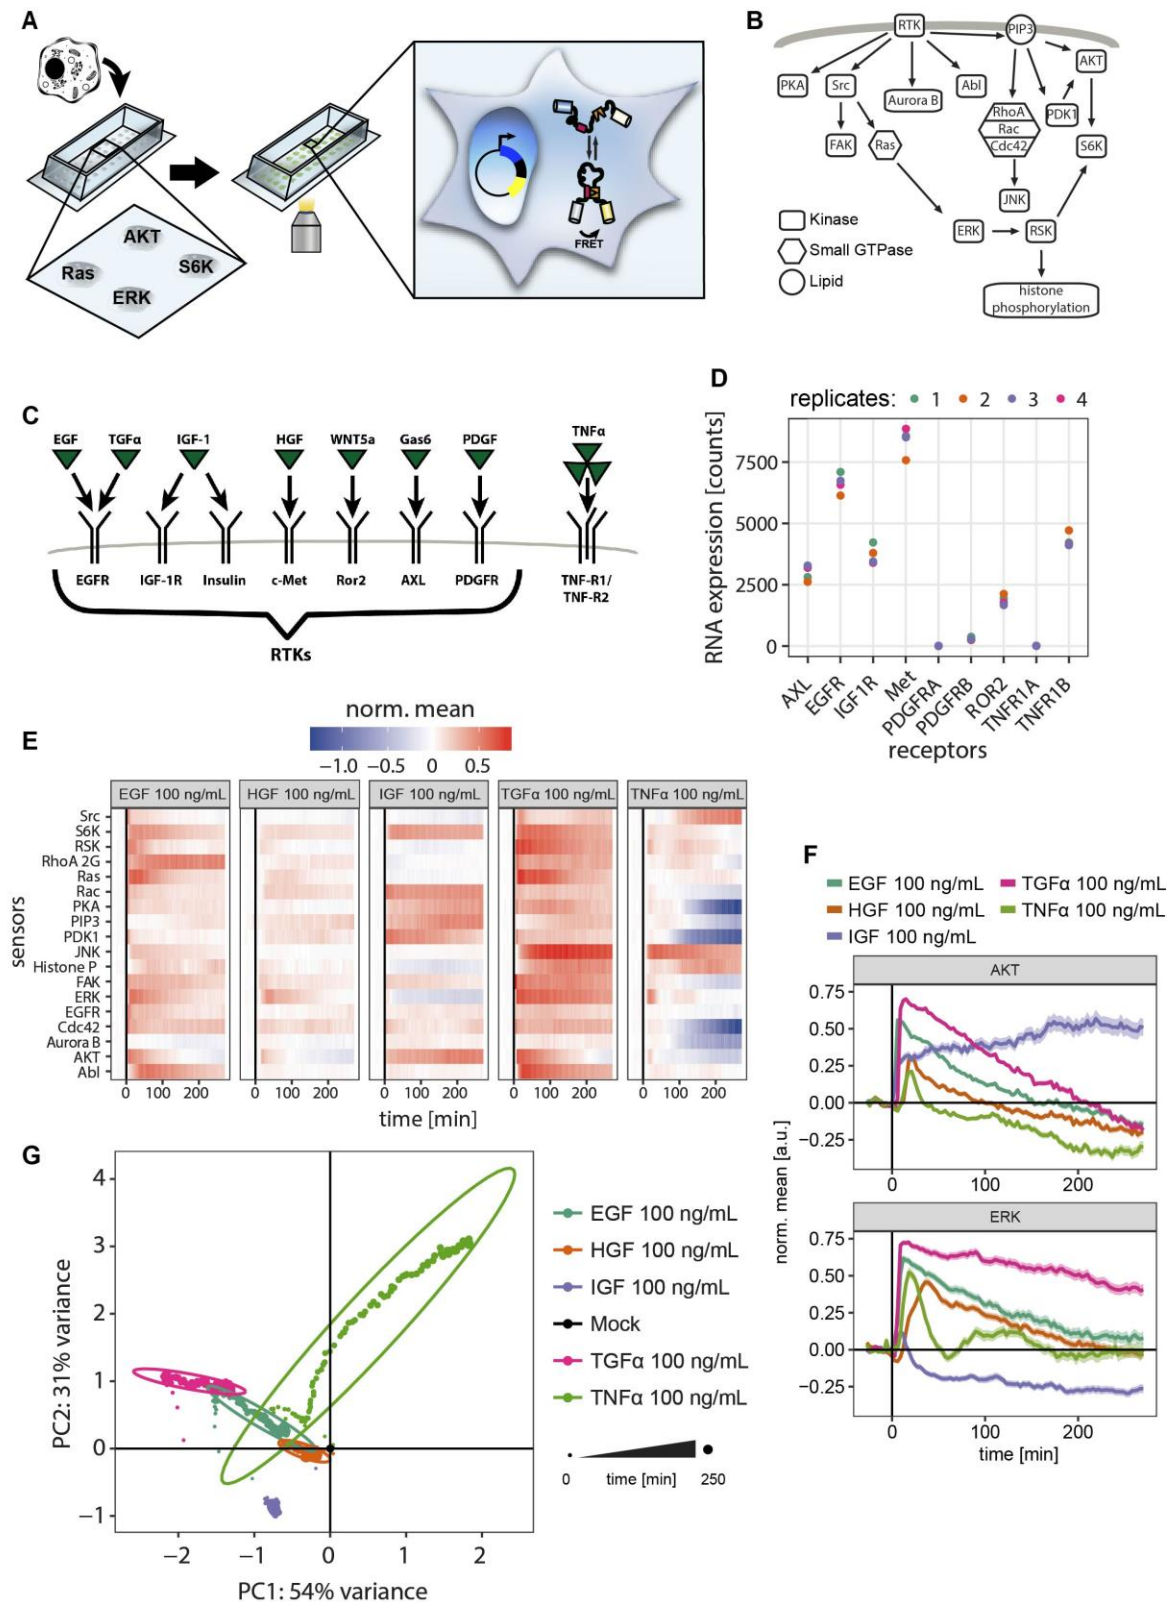 A
AKT
Ras
S6K
ERK
FRET
B
RTK
PIP3
AKT
PKA
Src
Aurora B
Abl
RhoA
Rac
Cdc42
PDK1
FAK
Ras
S6K
JNK
ERK
RSK
Kinase
Small GTPase
Lipid
histone
phosphorylation
C
EGF TGFα IGF-1 HGF WNT5a Gas6 PDGF TNFα
EGFR IGF-1R Insulin c-Met Ror2 AXL PDGFR TNF-R1/
TNF-R2
RTKs
D
replicates: 1 2 3 4
RNA expression [counts]
7500
5000
2500
0
AXL EGFR IGF1R Met PDGFRA PDGFRB ROR2 TNFR1A TNFR1B
receptors
E
norm. mean
−1.0 −0.5 0 0.5
EGF 100 ng/mL HGF 100 ng/mL IGF 100 ng/mL TGFα 100 ng/mL TNFα 100 ng/mL
sensors
Src
S6K
RSK
RhoA 2G
Ras
Rac
PKA
PIP3
PDK1
JNK
Histone P
FAK
ERK
EGFR
Cdc42
Aurora B
AKT
Abl
0 100 200 0 100 200 0 100 200 0 100 200 0 100 200
time [min]
F
EGF 100 ng/mL TGFα 100 ng/mL
HGF 100 ng/mL TNFα 100 ng/mL
IGF 100 ng/mL
AKT
norm. mean [a.u.]
0.75
0.50
0.25
0.00
−0.25
0 100 200
ERK
0.75
0.50
0.25
0.00
−0.25
0 100 200
time [min]
G
PC2: 31% variance
4
3
2
1
0
−1
−2 −1 0 1 2
PC1: 54% variance
EGF 100 ng/mL
HGF 100 ng/mL
IGF 100 ng/mL
Mock
TGFα 100 ng/mL
TNFα 100 ng/mL
0 time [min] 250